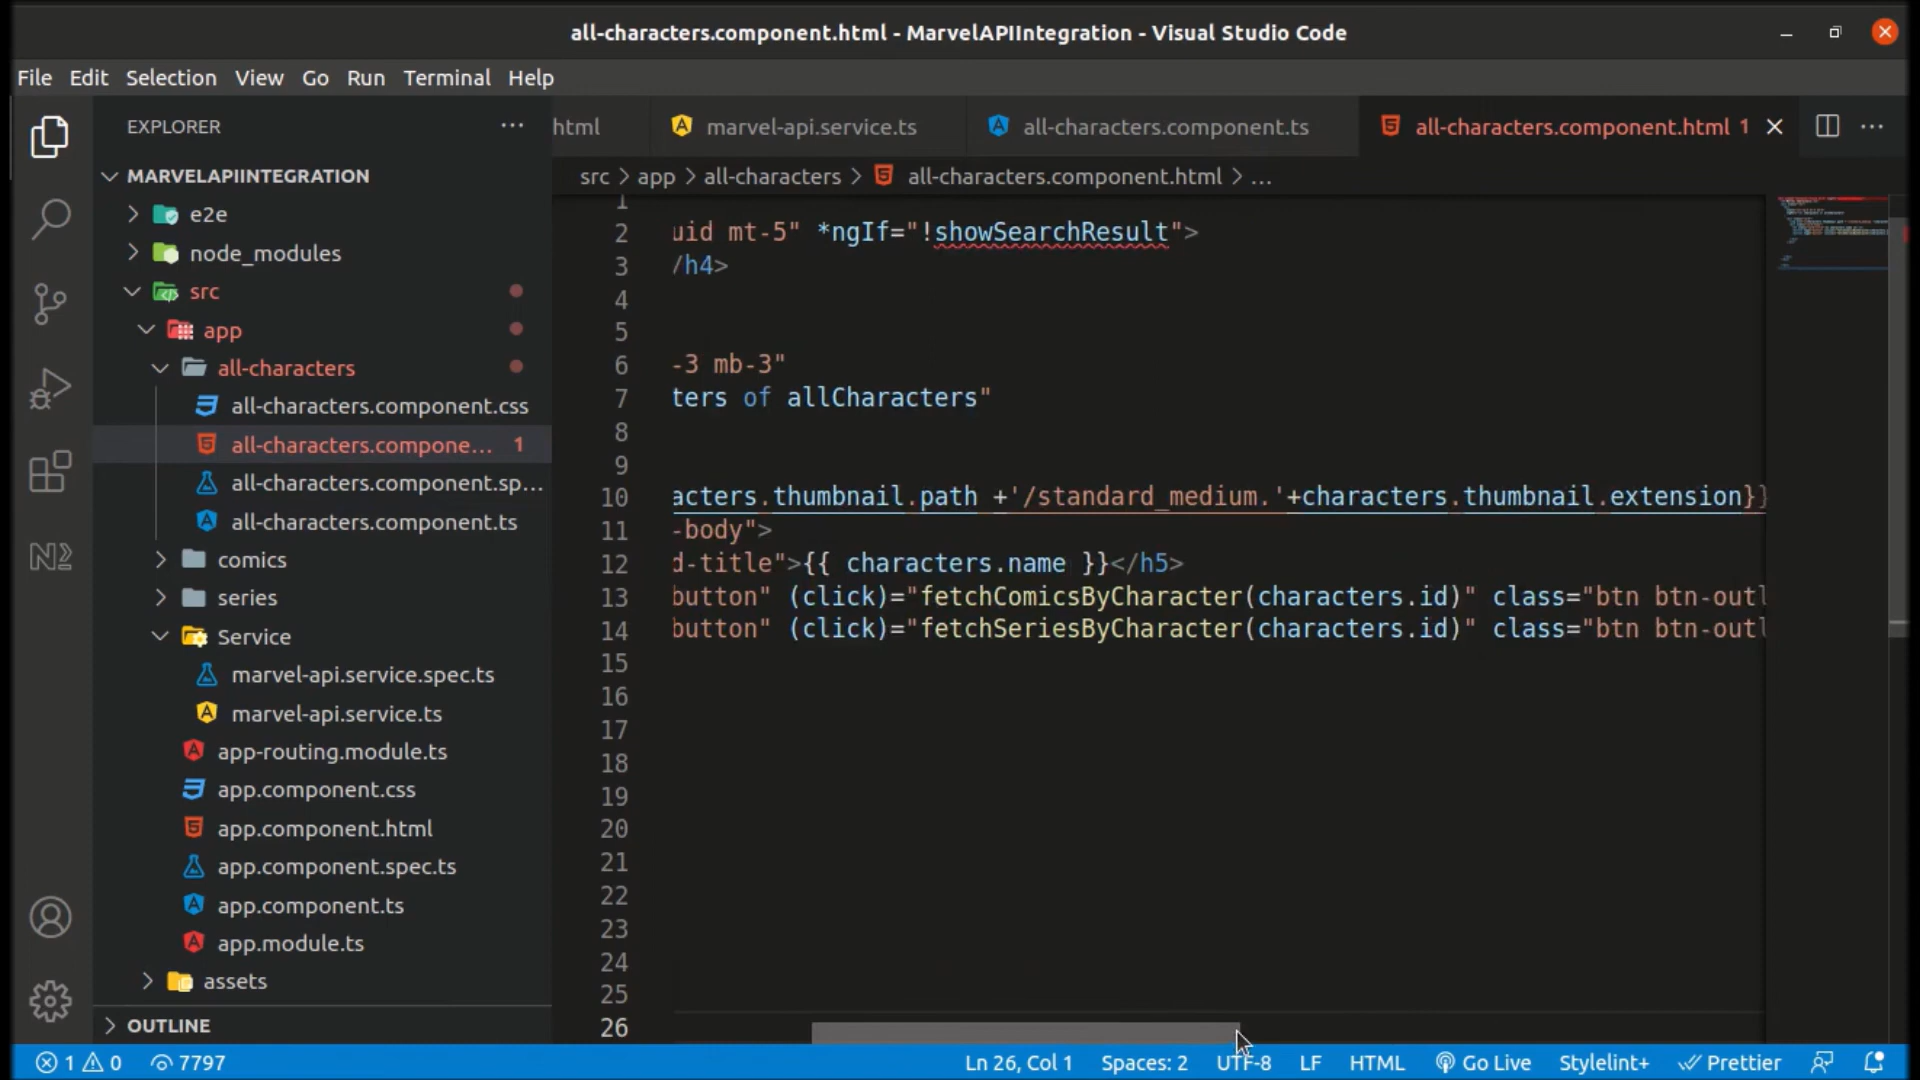 all-characters.component.html - MarvelAPIIntegration - Visual Studio Code
File Edit Selection View Go Run Terminal Help
EXPLORER
MARVELAPIINTEGRATION
e2e
node_modules
src
app
all-characters
all-characters.component.css
all-characters.compone... 1
all-characters.component.sp...
all-characters.component.ts
comics
series
Service
marvel-api.service.spec.ts
marvel-api.service.ts
app-routing.module.ts
app.component.css
app.component.html
app.component.spec.ts
app.component.ts
app.module.ts
assets
OUTLINE
html marvel-api.service.ts all-characters.component.ts all-characters.component.html 1
src > app > all-characters > all-characters.component.html > ...
1
2 uid mt-5" *ngIf="!showSearchResult">
3 /h4>
4
5
6 -3 mb-3"
7 ters of allCharacters"
8
9
10 acters.thumbnail.path +'/standard_medium.'+characters.thumbnail.extension}}
11 -body">
12 d-title">{{ characters.name }}</h5>
13 button" (click)="fetchComicsByCharacter(characters.id)" class="btn btn-outl
14 button" (click)="fetchSeriesByCharacter(characters.id)" class="btn btn-outl
15
16
17
18
19
20
21
22
23
24
25
26
1 0 7797 Ln 26, Col 1 Spaces: 2 UTF-8 LF HTML Go Live Stylelint+ Prettier